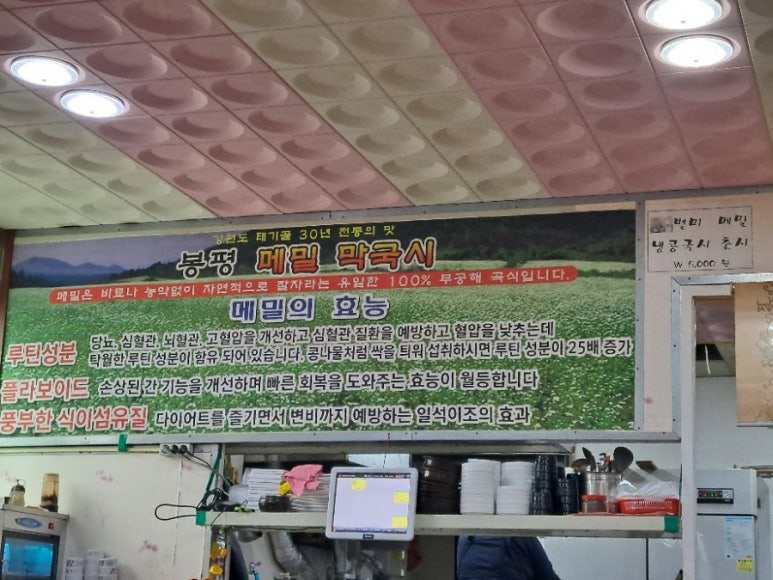 강원도 태기골 30년 전통의 맛
봉평 메밀 막국시
메밀은 비료나 농약없이 자연적으로 잘자라는 유일한 100% 무공해 곡식입니다.
메밀의 효능
루틴성분 당뇨, 심혈관, 뇌혈관, 고혈압을 개선하고 심혈관 질환을 예방하고 혈압을 낮추는데
탁월한 루틴 성분이 함유 되어 있습니다. 콩나물처럼 싹을 틔워 섭취하시면 루틴 성분이 25배 증가
플라보이드 손상된 간 기능을 개선하며 빠른 회복을 도와주는 효능이 월등합니다
풍부한 식이섬유질 다이어트를 즐기면서 변비까지 예방하는 일석이조의 효과
별미 메밀
냉콩국시 춘시
₩ 5,000 원